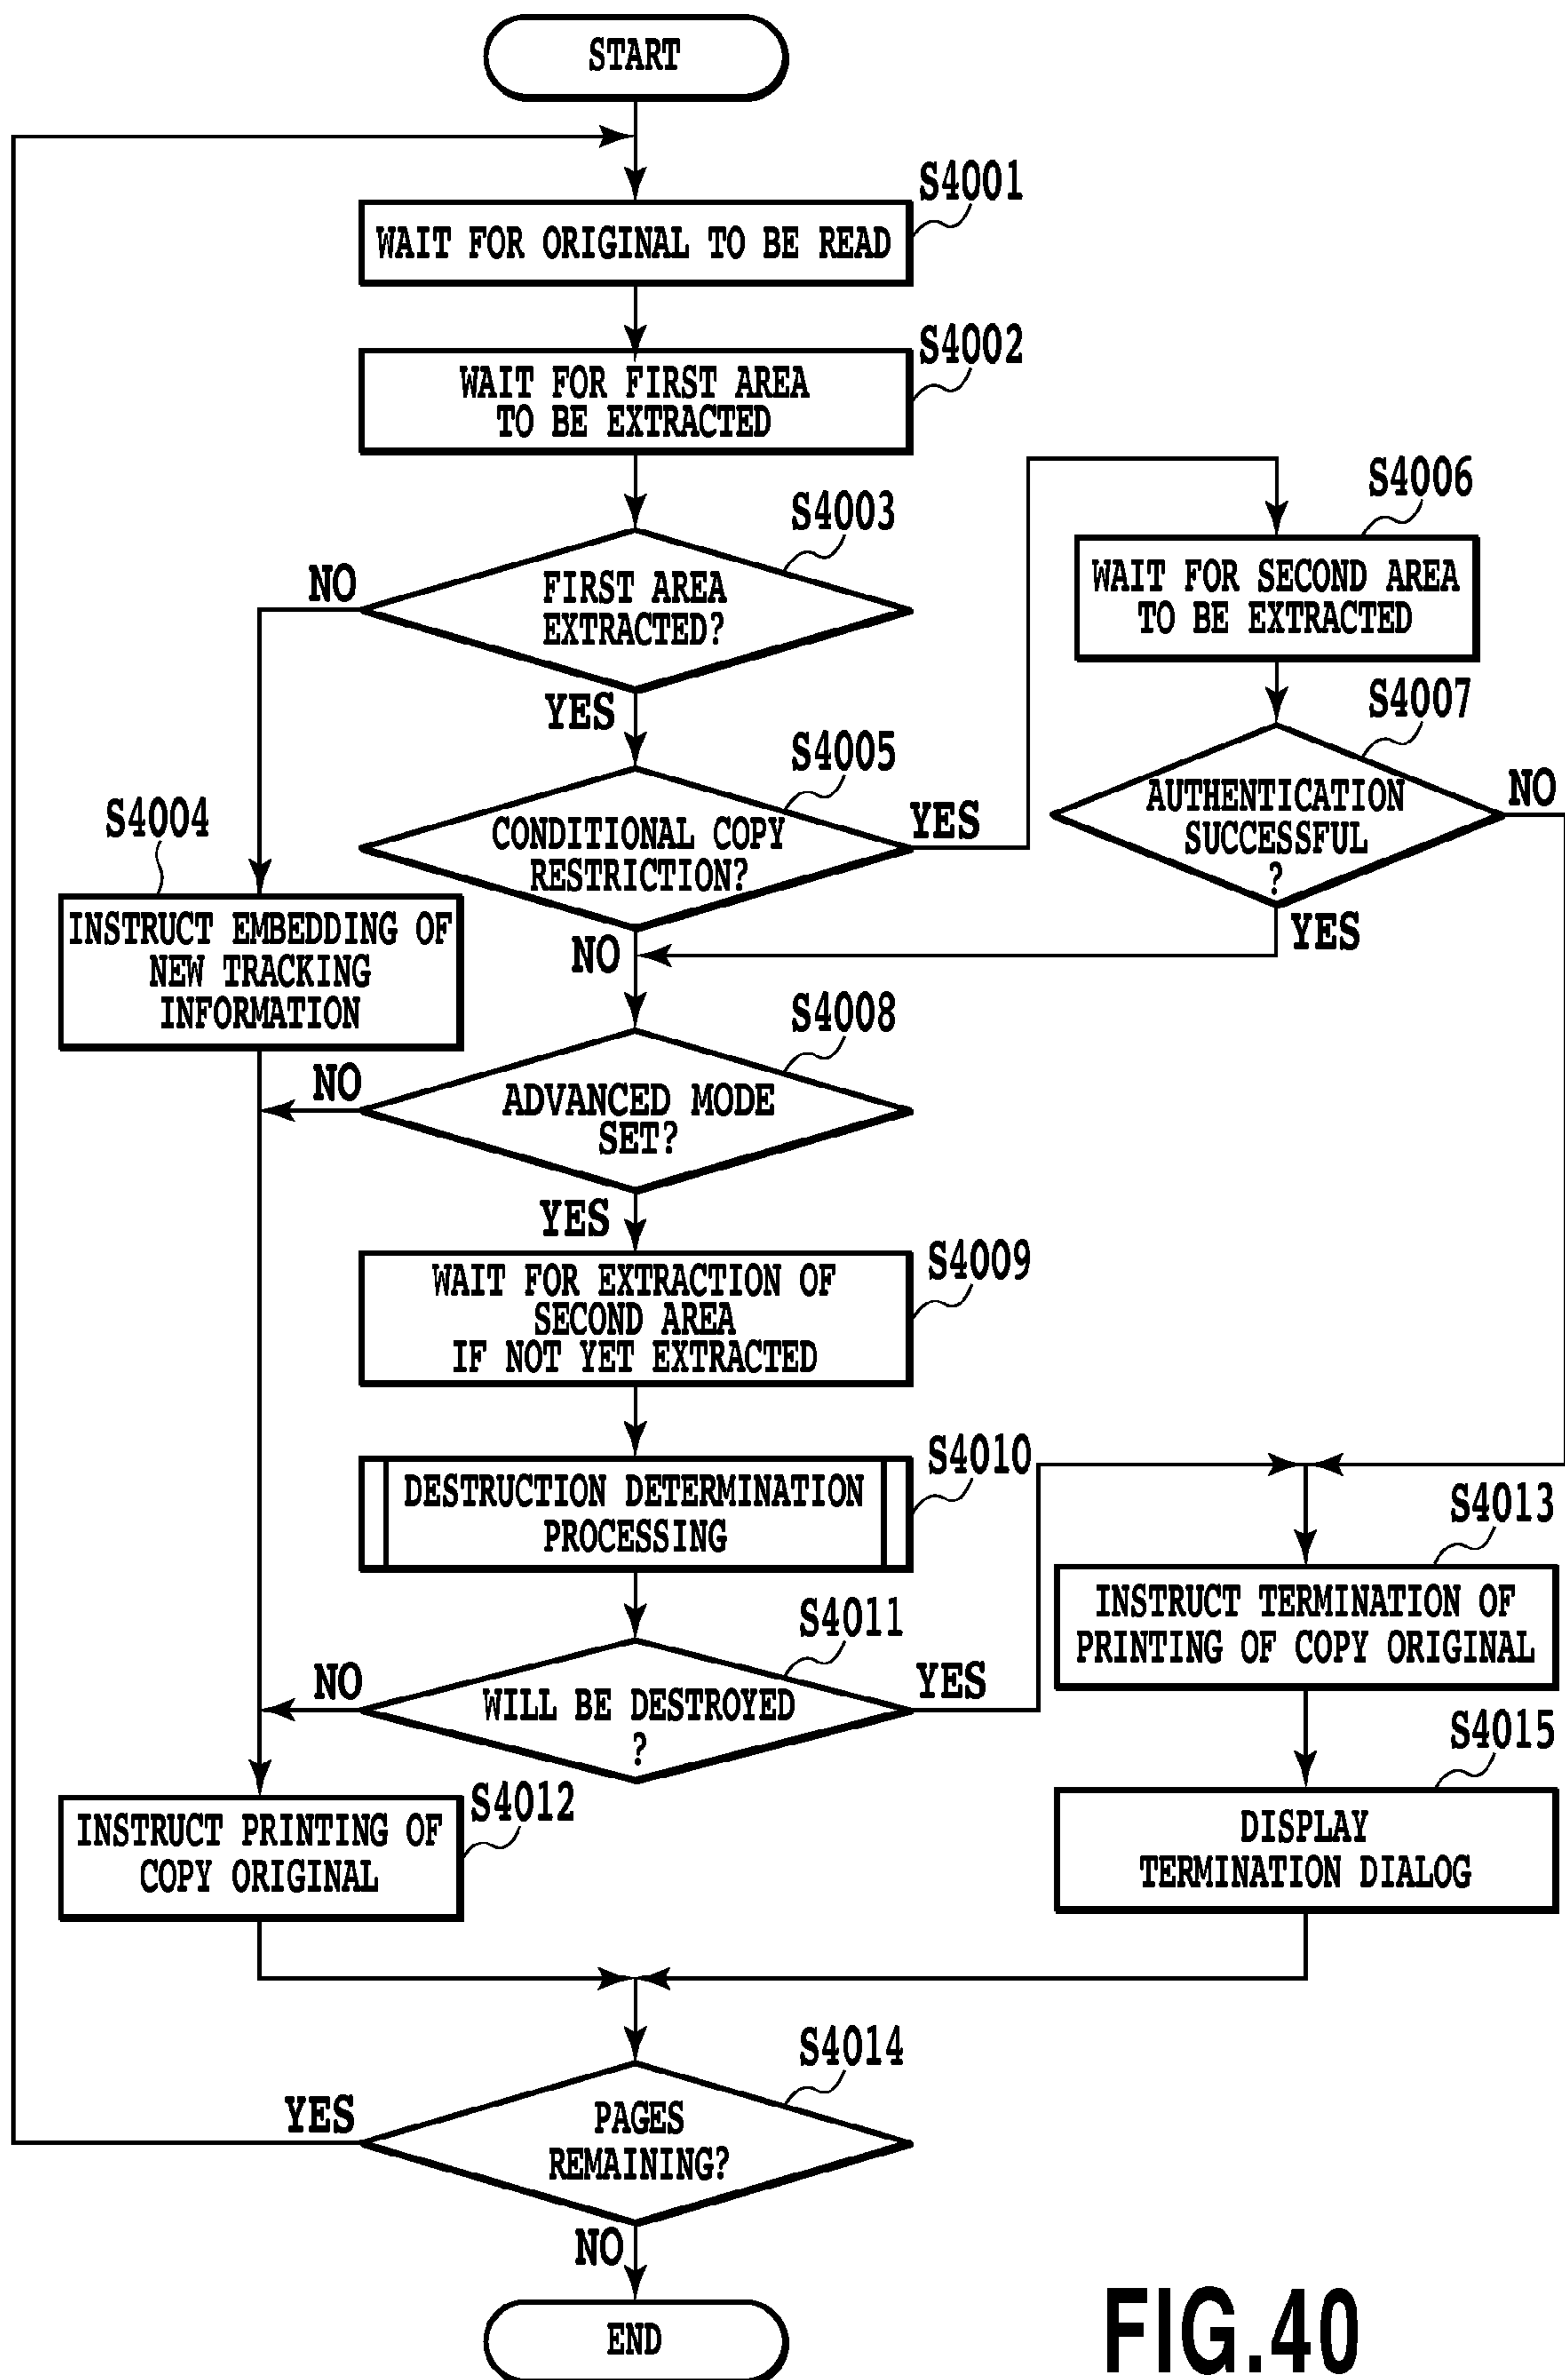 START
S4001
WAIT FOR ORIGINAL TO BE READ
S4002
WAIT FOR FIRST AREA
TO BE EXTRACTED
S4003
FIRST AREA
EXTRACTED?
NO
YES
S4006
WAIT FOR SECOND AREA
TO BE EXTRACTED
S4007
AUTHENTICATION
SUCCESSFUL
?
NO
YES
S4005
CONDITIONAL COPY
RESTRICTION?
YES
NO
S4004
INSTRUCT EMBEDDING OF
NEW TRACKING
INFORMATION
S4008
ADVANCED MODE
SET?
NO
YES
S4009
WAIT FOR EXTRACTION OF
SECOND AREA
IF NOT YET EXTRACTED
S4010
DESTRUCTION DETERMINATION
PROCESSING
S4011
WILL BE DESTROYED
?
NO
YES
S4013
INSTRUCT TERMINATION OF
PRINTING OF COPY ORIGINAL
S4015
DISPLAY
TERMINATION DIALOG
S4012
INSTRUCT PRINTING OF
COPY ORIGINAL
S4014
PAGES
REMAINING?
YES
NO
END
FIG.40